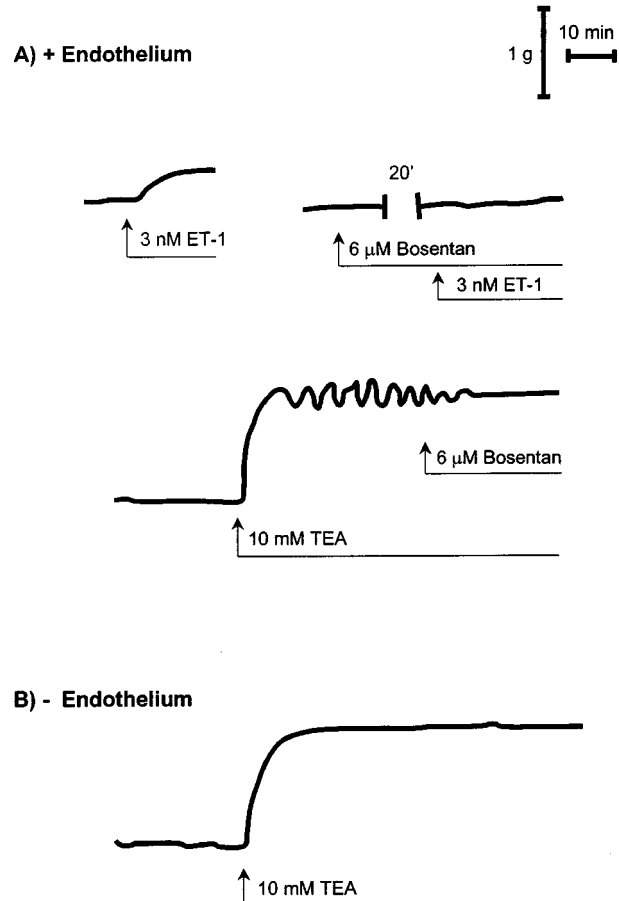 A) + Endothelium
1 g
10 min
3 nM ET-1
20'
6 µM Bosentan
3 nM ET-1
6 µM Bosentan
10 mM TEA
B) - Endothelium
10 mM TEA